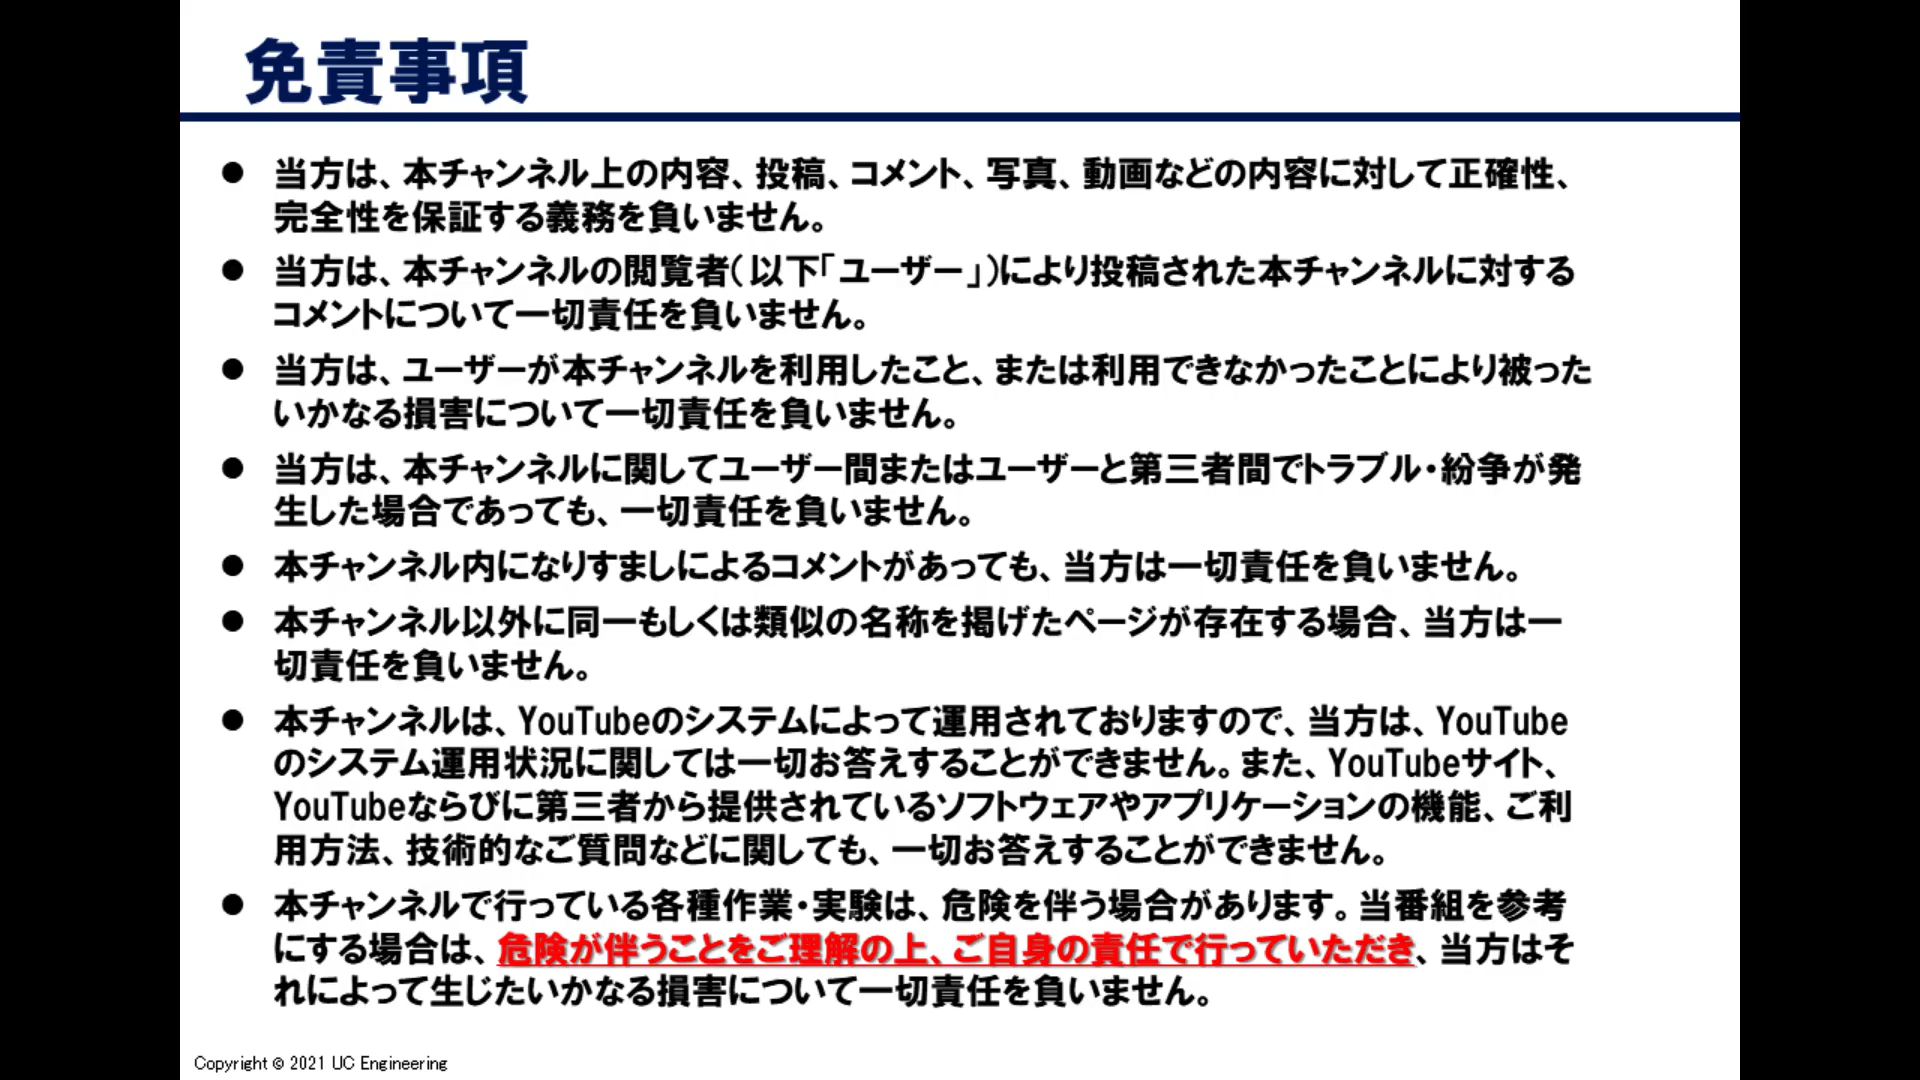 免責事項
● 当方は、本チャンネル上の内容、投稿、コメント、写真、動画などの内容に対して正確性、
完全性を保証する義務を負いません。
● 当方は、本チャンネルの閲覧者(以下「ユーザー」)により投稿された本チャンネルに対する
コメントについて一切責任を負いません。
● 当方は、ユーザーが本チャンネルを利用したこと、または利用できなかったことにより被った
いかなる損害について一切責任を負いません。
● 当方は、本チャンネルに関してユーザー間またはユーザーと第三者間でトラブル・紛争が発
生した場合であっても、一切責任を負いません。
● 本チャンネル内になりすましによるコメントがあっても、当方は一切責任を負いません。
● 本チャンネル以外に同一もしくは類似の名称を掲げたページが存在する場合、当方は一
切責任を負いません。
● 本チャンネルは、YouTubeのシステムによって運用されておりますので、当方は、YouTube
のシステム運用状況に関しては一切お答えすることができません。また、YouTubeサイト、
YouTubeならびに第三者から提供されているソフトウェアやアプリケーションの機能、ご利
用方法、技術的なご質問などに関しても、一切お答えすることができません。
● 本チャンネルで行っている各種作業・実験は、危険を伴う場合があります。当番組を参考
にする場合は、危険が伴うことをご理解の上、ご自身の責任で行っていただき、当方はそ
れによって生じたいかなる損害について一切責任を負いません。
Copyright © 2021 UC Engineering